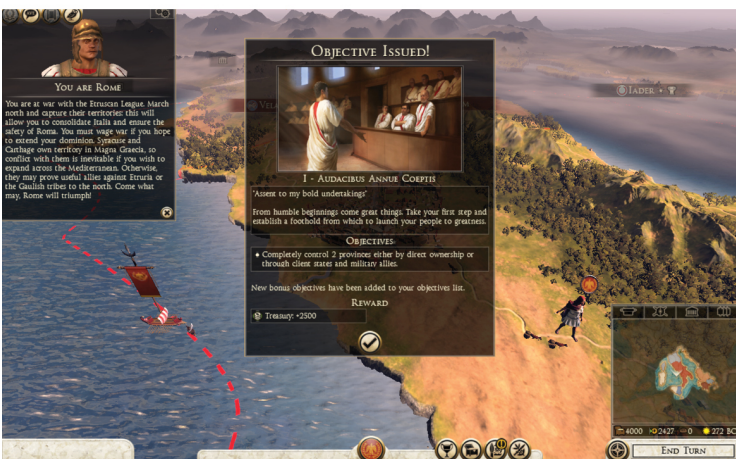 You are Rome
You are at war with the Etruscan League. March
north and capture their territories: this will
allow you to consolidate Italia and ensure the
safety of Roma. You must wage war if you hope
to extend your dominion. Syracuse and
Carthage own territory in Magna Graecia, so
conflict with them is inevitable if you wish to
expand across the Mediterranean. Otherwise,
they may prove useful allies against Etruria or
the Gaulish tribes to the north. Come what
may, Rome will triumph!
Objective Issued!
I - Audacibus Annue Coeptis
"Assent to my bold undertakings"
From humble beginnings come great things. Take your first step and
establish a foothold from which to launch your people to greatness.
Objectives:
Completely control 2 provinces either by direct ownership or
through client states and military allies.
New bonus objectives have been added to your objectives list.
Reward
Treasury: +2500
Iader
4000 2427 0 272 BC
End Turn